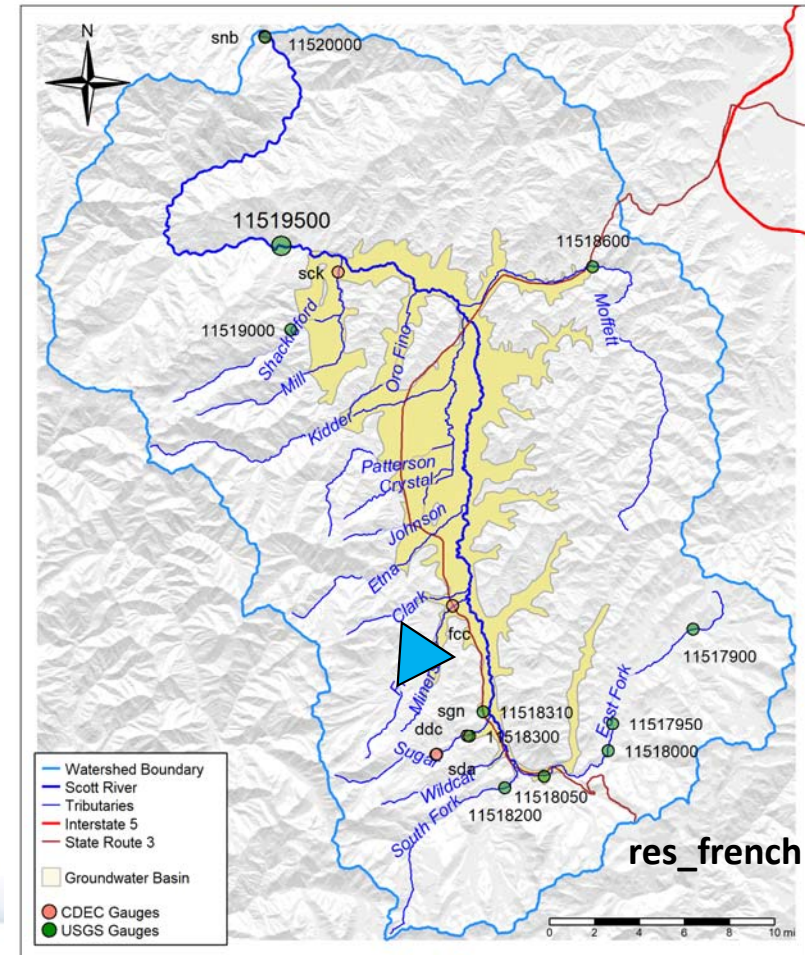 N
snb
11520000
11519500
11518600
sck
11519000
Shackleford
Mill
Oro Fino
Moffett
Kidder
Patterson
Crystal
Johnson
Etna
Clark
fcc
11517900
Miners
East Fork
sgn
11518310
11517950
ddc
11518300
11518000
Sugar
sda
Wildcat
11518050
South Fork
11518200
res_french
Watershed Boundary
Scott River
Tributaries
Interstate 5
State Route 3
Groundwater Basin
CDEC Gauges
USGS Gauges
0 2 4 6 8 10 mi